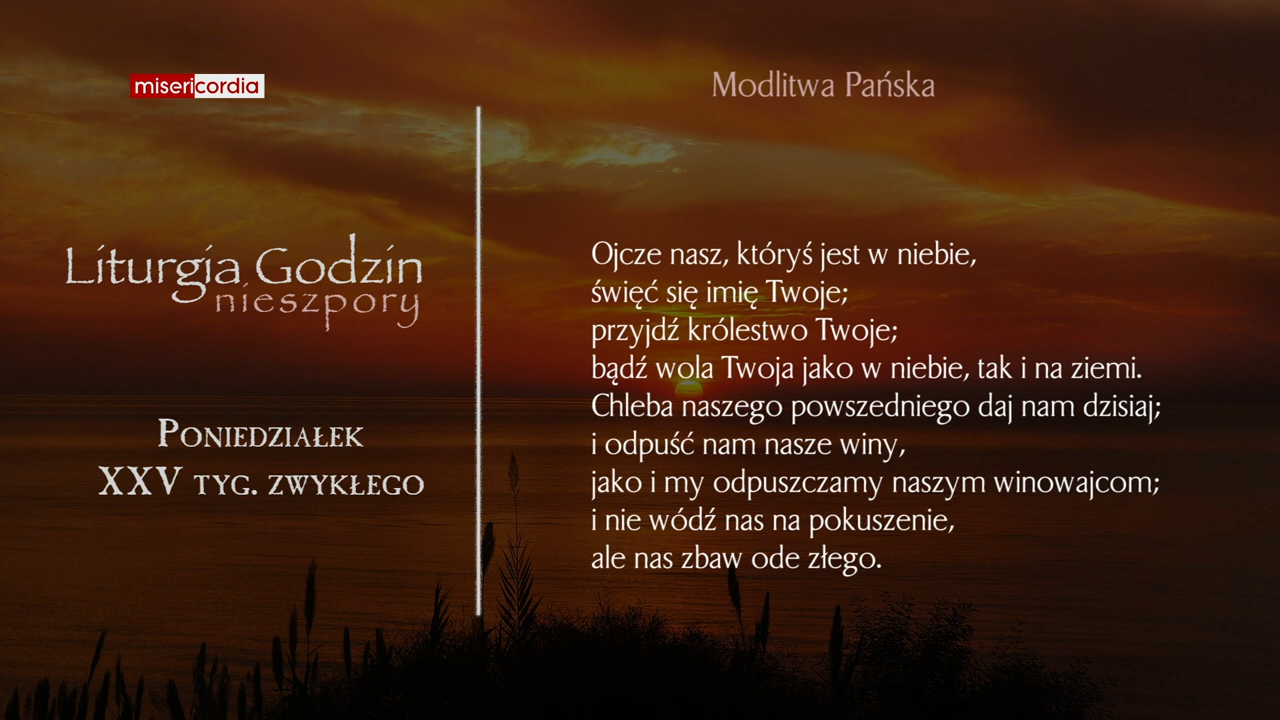 misericordia
Liturgia Godzin
nieszpory
Poniedziałek
XXV tyg. zwykłego
Modlitwa Pańska
Ojcze nasz, któryś jest w niebie,
święć się imię Twoje;
przyjdź królestwo Twoje;
bądź wola Twoja jako w niebie, tak i na ziemi.
Chleba naszego powszedniego daj nam dzisiaj;
i odpuść nam nasze winy,
jako i my odpuszczamy naszym winowajcom;
i nie wódź nas na pokuszenie,
ale nas zbaw ode złego.